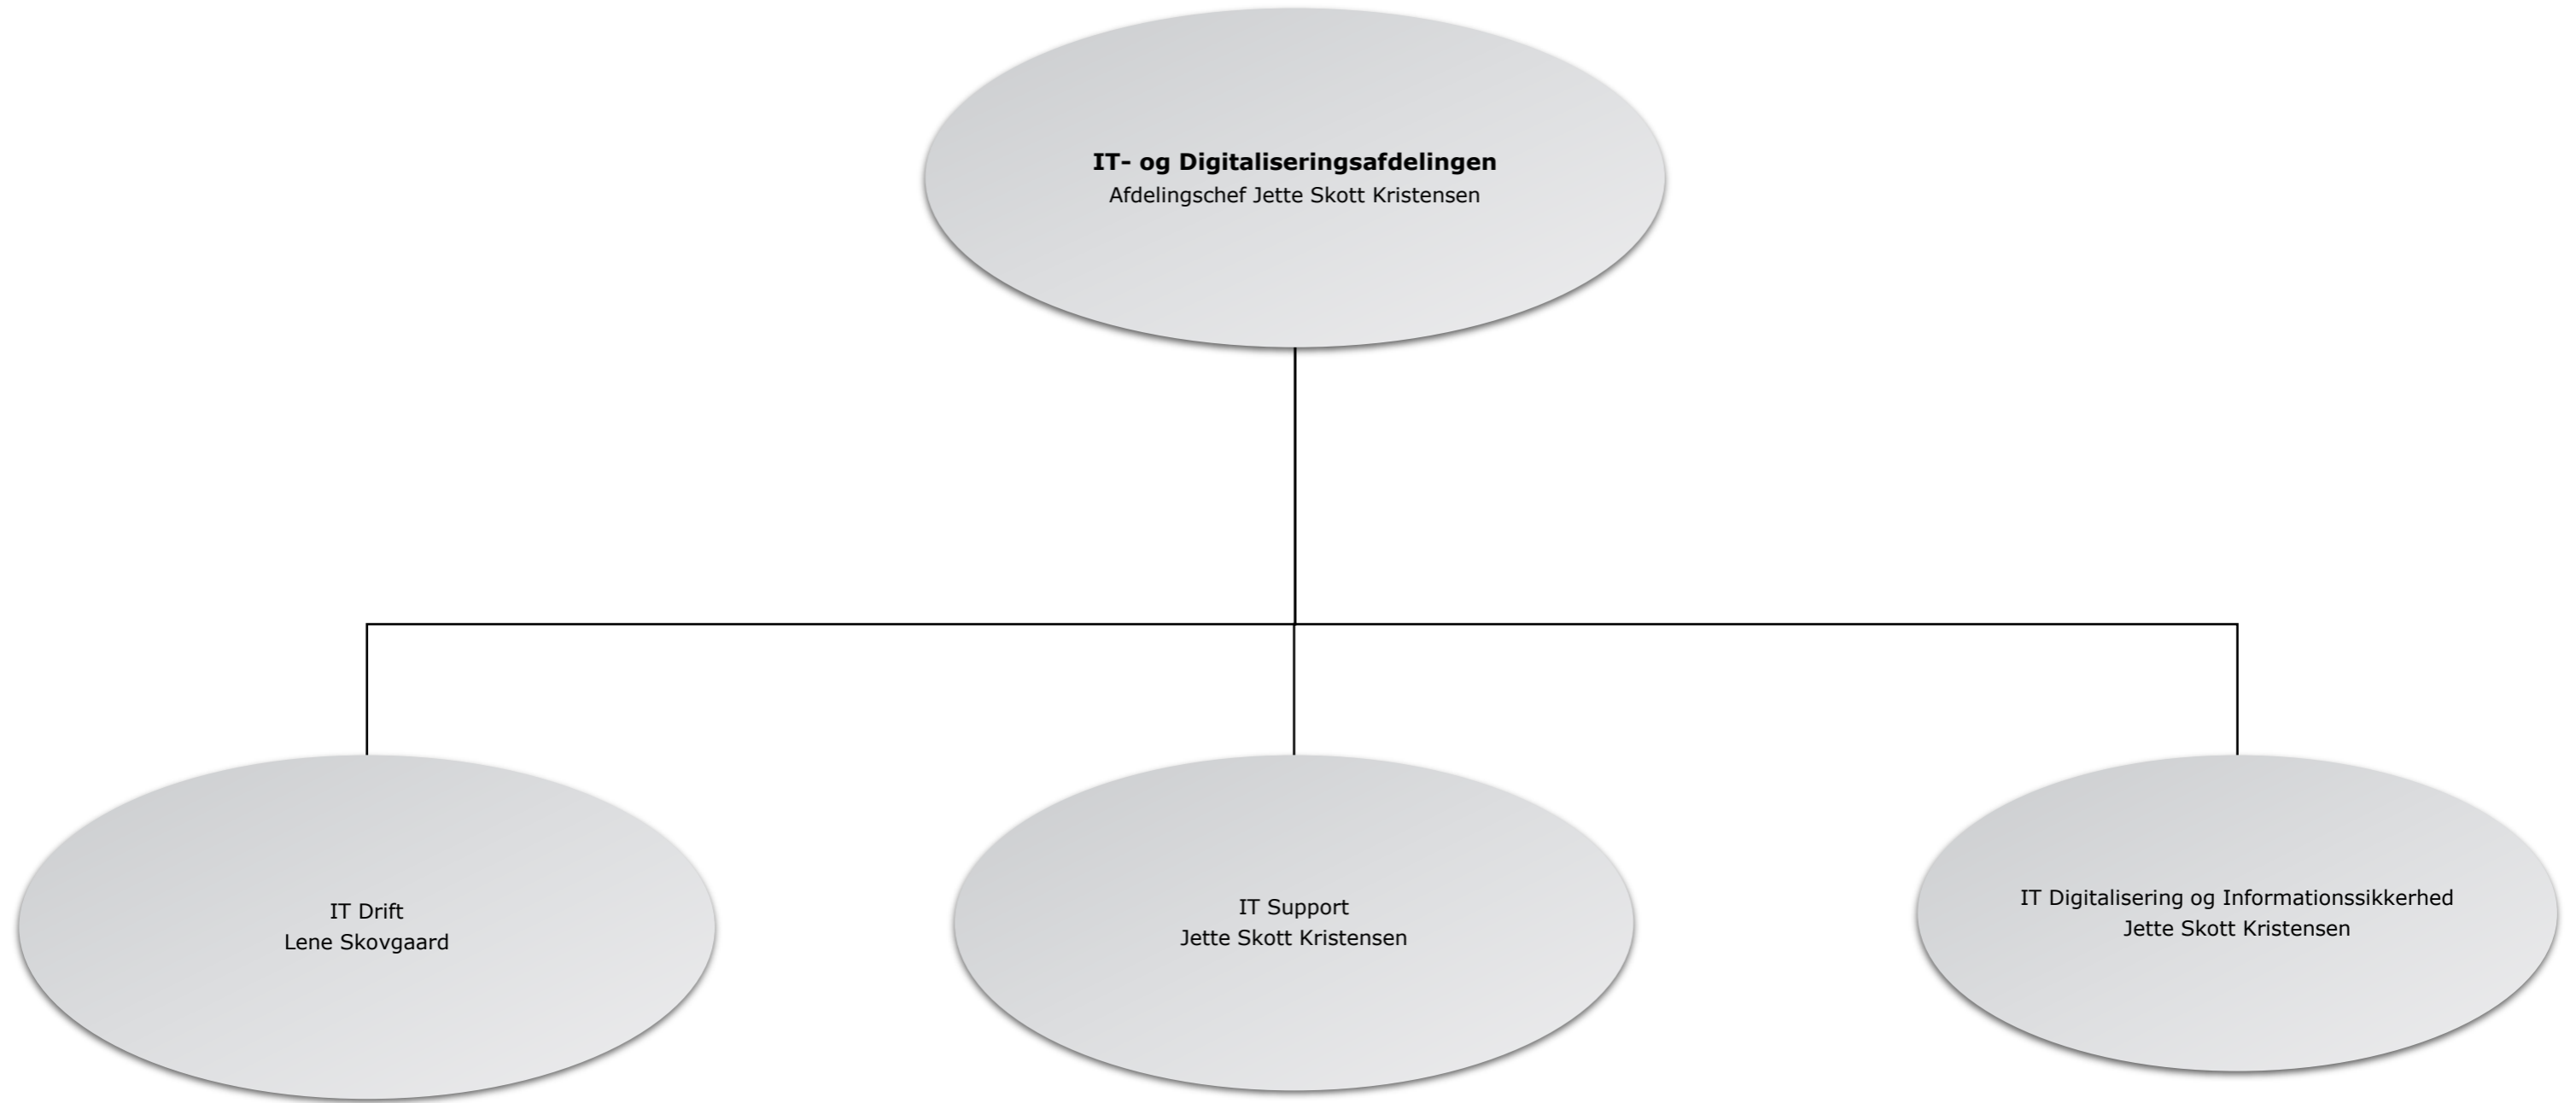 IT- og Digitaliseringsafdelingen
Afdelingschef Jette Skott Kristensen
IT Drift
Lene Skovgaard
IT Support
Jette Skott Kristensen
IT Digitalisering og Informationssikkerhed
Jette Skott Kristensen